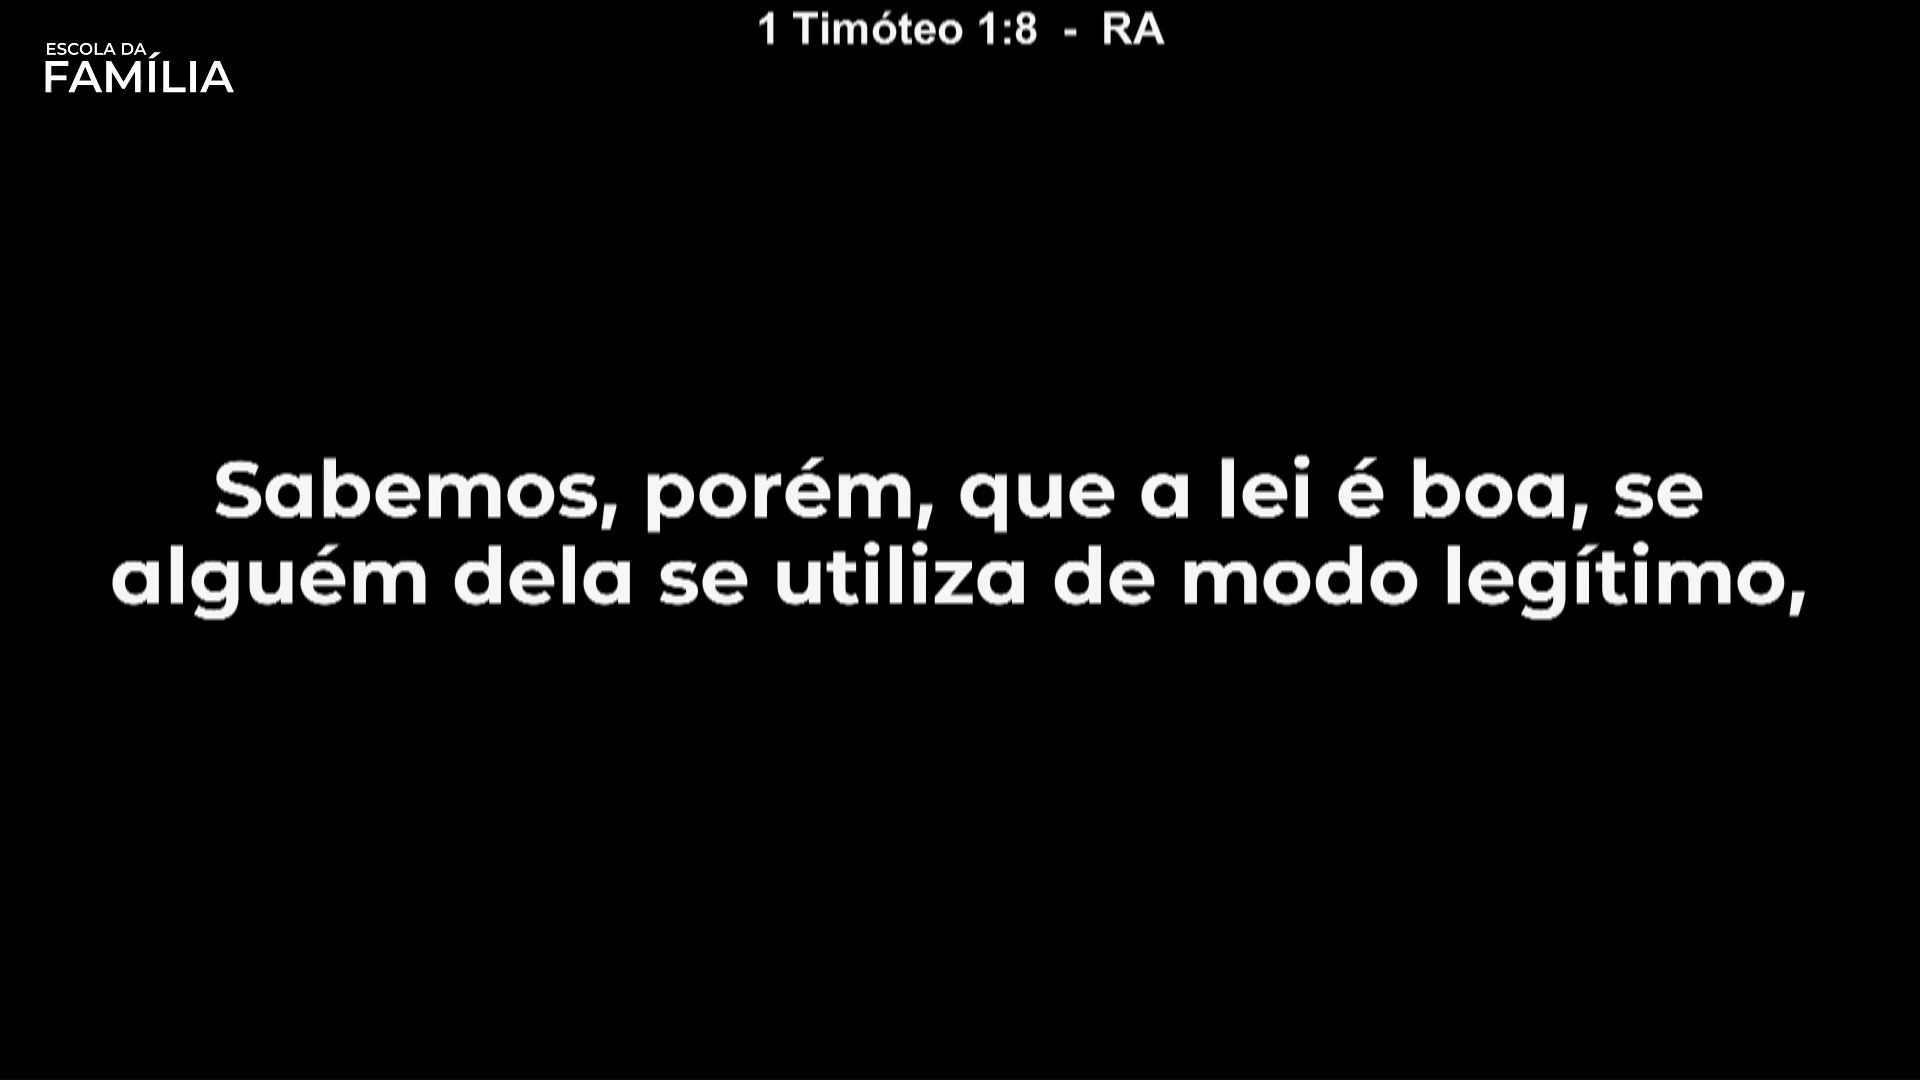 1 Timóteo 1:8 - RA
ESCOLA DA
FAMÍLIA
Sabemos, porém, que a lei é boa, se
alguém dela se utiliza de modo legítimo,